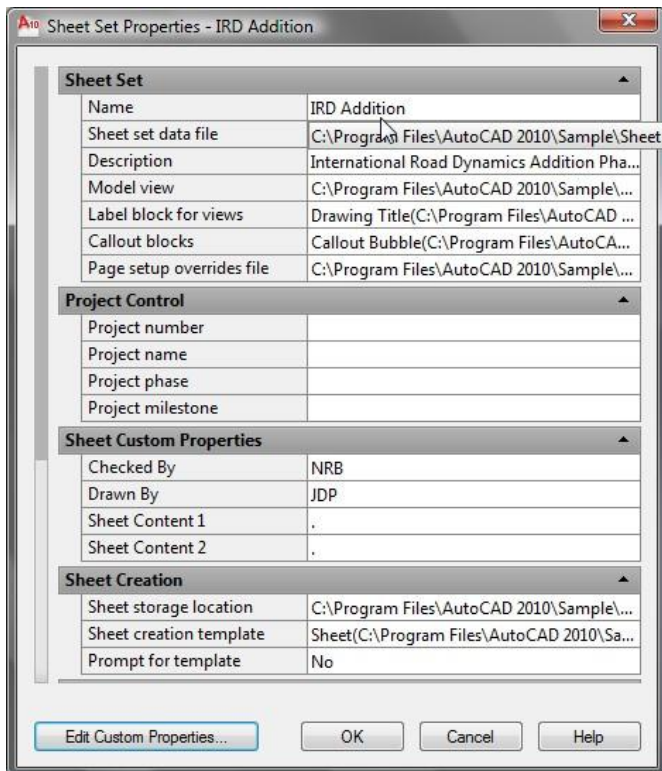 A10 Sheet Set Properties - IRD Addition
Sheet Set
Name IRD Addition
Sheet set data file C:\Program Files\AutoCAD 2010\Sample\Sheet
Description International Road Dynamics Addition Pha...
Model view C:\Program Files\AutoCAD 2010\Sample\...
Label block for views Drawing Title(C:\Program Files\AutoCAD ...
Callout blocks Callout Bubble(C:\Program Files\AutoCA...
Page setup overrides file C:\Program Files\AutoCAD 2010\Sample\...
Project Control
Project number
Project name
Project phase
Project milestone
Sheet Custom Properties
Checked By NRB
Drawn By JDP
Sheet Content 1 .
Sheet Content 2 .
Sheet Creation
Sheet storage location C:\Program Files\AutoCAD 2010\Sample\...
Sheet creation template Sheet(C:\Program Files\AutoCAD 2010\Sa...
Prompt for template No
Edit Custom Properties... OK Cancel Help